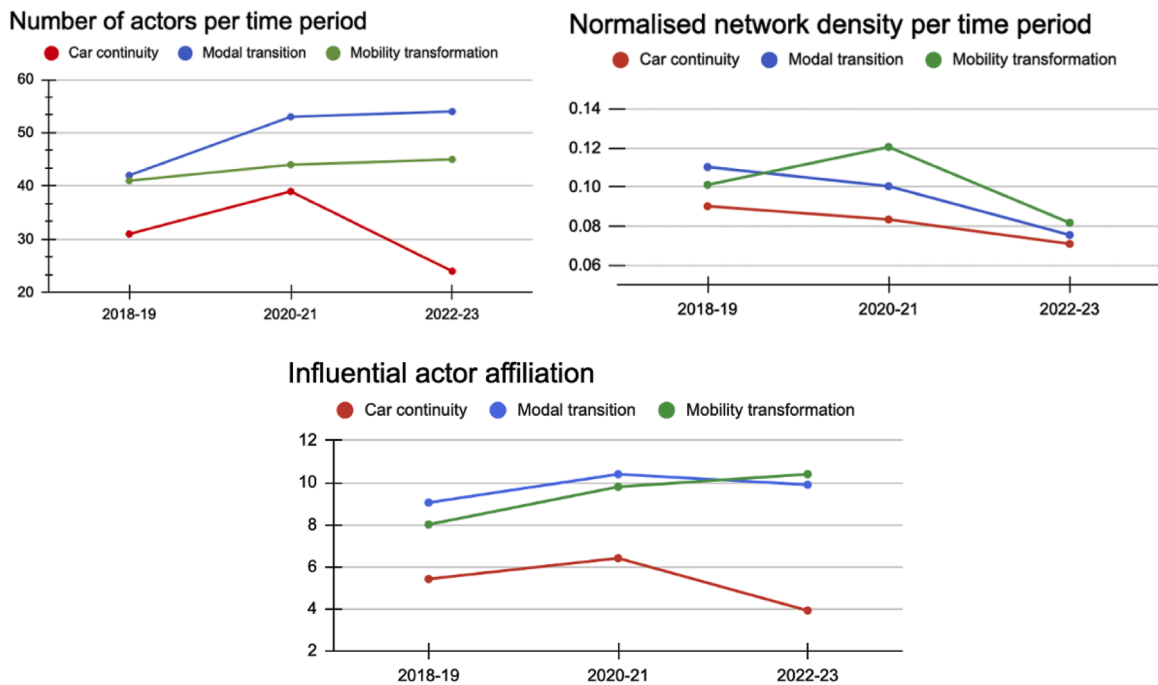 Number of actors per time period
Car continuity Modal transition Mobility transformation
60
50
40
30
20
2018-19 2020-21 2022-23
Normalised network density per time period
Car continuity Modal transition Mobility transformation
0.14
0.12
0.10
0.08
0.06
2018-19 2020-21 2022-23
Influential actor affiliation
Car continuity Modal transition Mobility transformation
12
10
8
6
4
2
2018-19 2020-21 2022-23